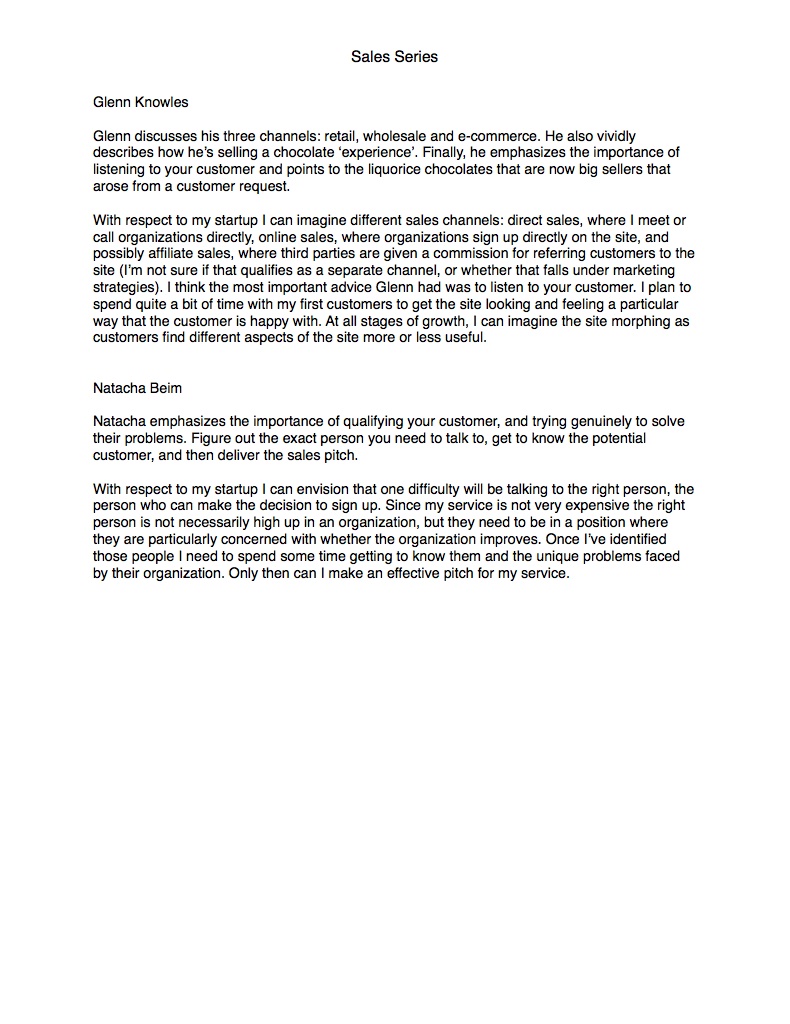 Sales Series
Glenn Knowles
Glenn discusses his three channels: retail, wholesale and e-commerce. He also vividly
describes how he’s selling a chocolate ‘experience’. Finally, he emphasizes the importance of
listening to your customer and points to the liquorice chocolates that are now big sellers that
arose from a customer request.
With respect to my startup I can imagine different sales channels: direct sales, where I meet or
call organizations directly, online sales, where organizations sign up directly on the site, and
possibly affiliate sales, where third parties are given a commission for referring customers to the
site (I’m not sure if that qualifies as a separate channel, or whether that falls under marketing
strategies). I think the most important advice Glenn had was to listen to your customer. I plan to
spend quite a bit of time with my first customers to get the site looking and feeling a particular
way that the customer is happy with. At all stages of growth, I can imagine the site morphing as
customers find different aspects of the site more or less useful.
Natacha Beim
Natacha emphasizes the importance of qualifying your customer, and trying genuinely to solve
their problems. Figure out the exact person you need to talk to, get to know the potential
customer, and then deliver the sales pitch.
With respect to my startup I can envision that one difficulty will be talking to the right person, the
person who can make the decision to sign up. Since my service is not very expensive the right
person is not necessarily high up in an organization, but they need to be in a position where
they are particularly concerned with whether the organization improves. Once I’ve identified
those people I need to spend some time getting to know them and the unique problems faced
by their organization. Only then can I make an effective pitch for my service.